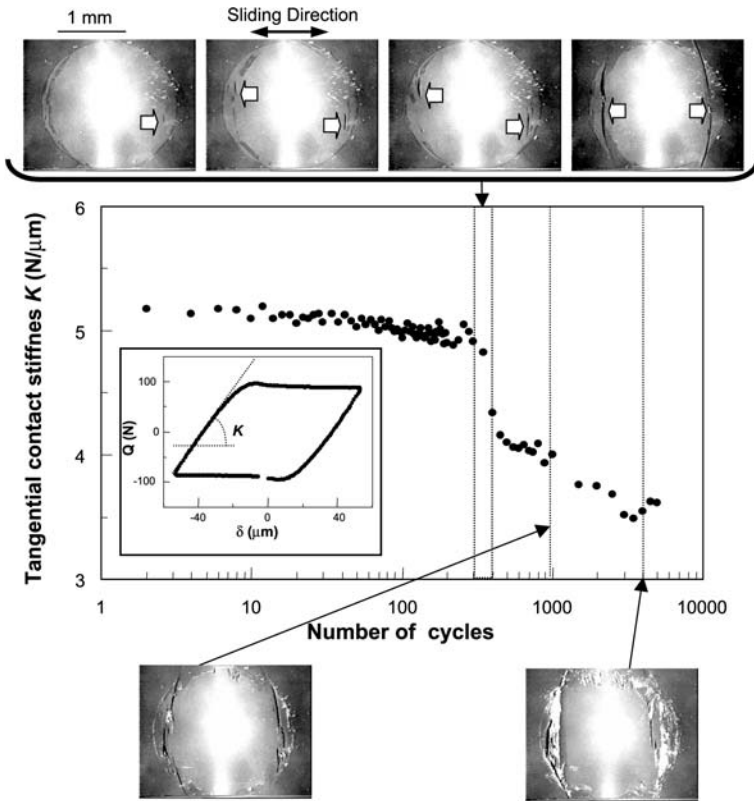 1 mm
Sliding Direction
6
5
4
3
Tangential contact stiffnes K (N/μm)
100
0
-100
Q (N)
K
-40
0
40
δ (μm)
1
10
100
1000
10000
Number of cycles